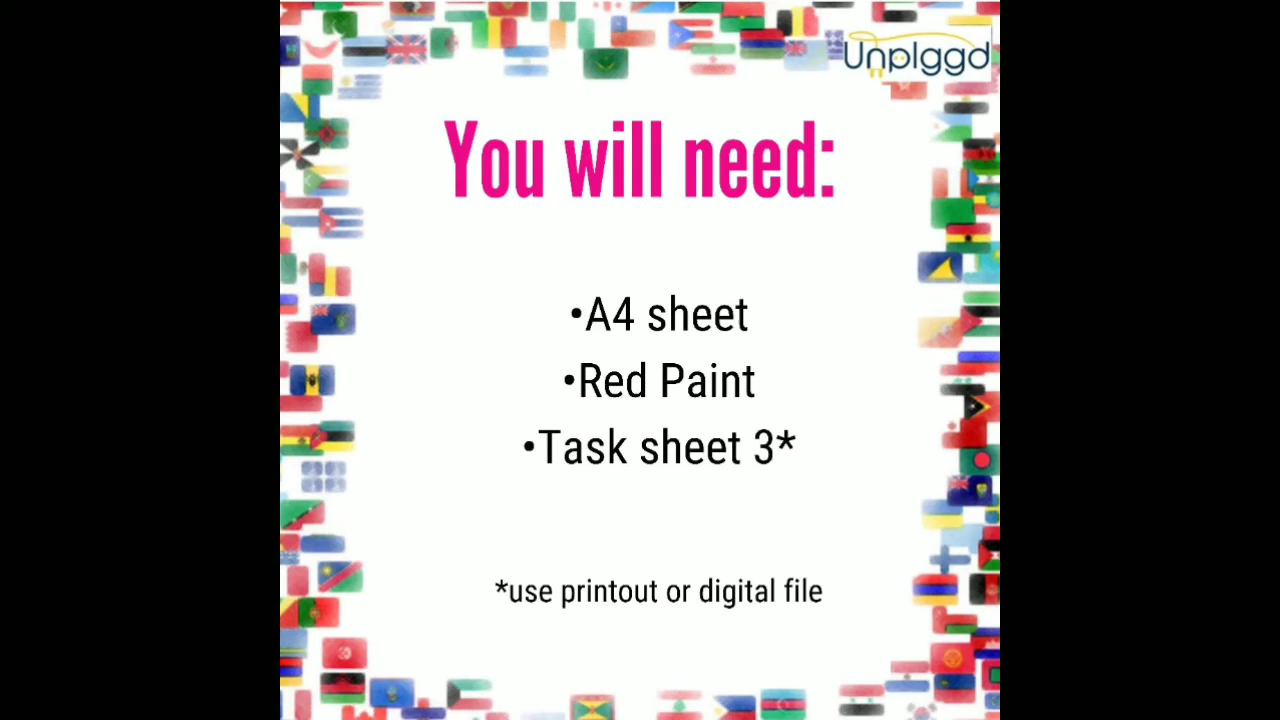 Unplggd
You will need:
•A4 sheet
•Red Paint
•Task sheet 3*
*use printout or digital file